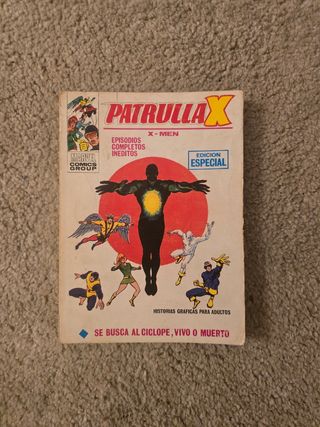 PATRULLA X
X-MEN
EPISODIOS
COMPLETOS
INEDITOS
MARVEL
COMICS
GROUP
EDICION
ESPECIAL
HISTORIAS GRAFICAS PARA ADULTOS
SE BUSCA AL CICLOPE, VIVO O MUERTO